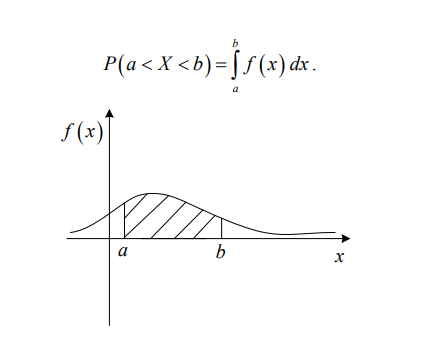 P(a < X < b) = ∫_a^b f(x) dx .
f(x)
a b
x